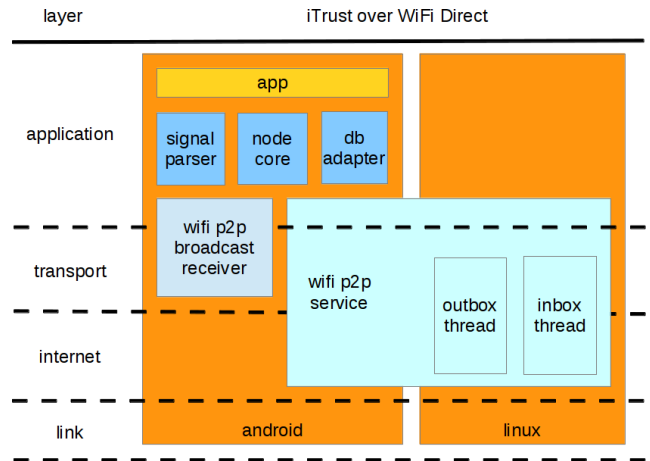 layer
iTrust over WiFi Direct
app
application
signal
parser
node
core
db
adapter
wifi p2p
broadcast
receiver
transport
wifi p2p
service
outbox
thread
inbox
thread
internet
link
android
linux